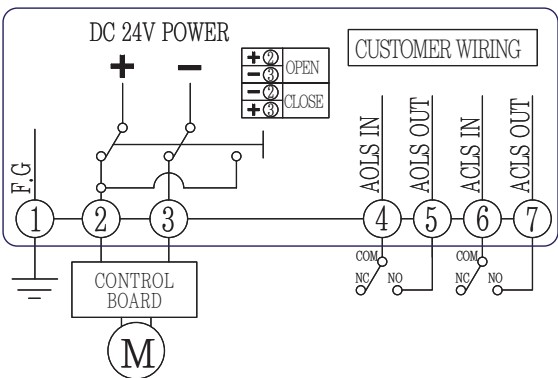 DC 24V POWER
+ −
+② OPEN
−③
−② CLOSE
+③
CUSTOMER WIRING
F.G
AOLS IN
AOLS OUT
ACLS IN
ACLS OUT
1 2 3 4 5 6 7
CONTROL
BOARD
M
COM
NC NO
COM
NC NO